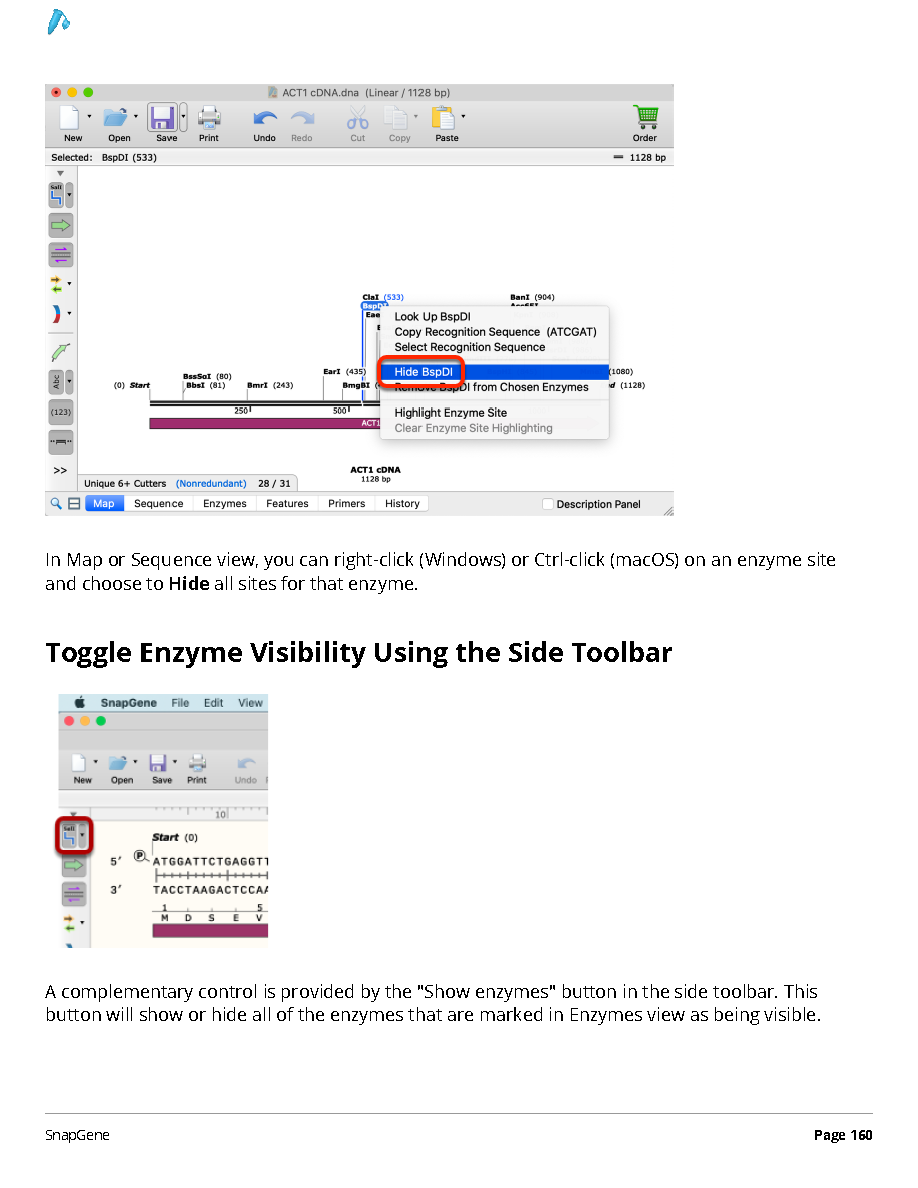 ACT1 cDNA.dna (Linear / 1128 bp)
New Open Save Print Undo Redo Cut Copy Paste Order
Selected: BspDI (533) 1128 bp
SalI
ClaI (533) BanI (904)
BspDI
Look Up BspDI
Copy Recognition Sequence (ATCGAT)
Select Recognition Sequence
Hide BspDI
Remove BspDI from Chosen Enzymes
Highlight Enzyme Site
Clear Enzyme Site Highlighting
EarI (435) (1080)
BssSoI (80)
(0) Start BbsI (81) BmrI (243) BmgBI (1128)
Abc
250 500
(123)
ACT1
>>
ACT1 cDNA
1128 bp
Unique 6+ Cutters (Nonredundant) 28 / 31
Map Sequence Enzymes Features Primers History Description Panel
In Map or Sequence view, you can right-click (Windows) or Ctrl-click (macOS) on an enzyme site
and choose to Hide all sites for that enzyme.
Toggle Enzyme Visibility Using the Side Toolbar
SnapGene File Edit View
New Open Save Print Undo
10
SalI
Start (0)
P
5′ ATGGATTCTGAGGTT
3′ TACCTAAGACTCCAA
1 5
M D S E V
A complementary control is provided by the "Show enzymes" button in the side toolbar. This
button will show or hide all of the enzymes that are marked in Enzymes view as being visible.
SnapGene Page 160